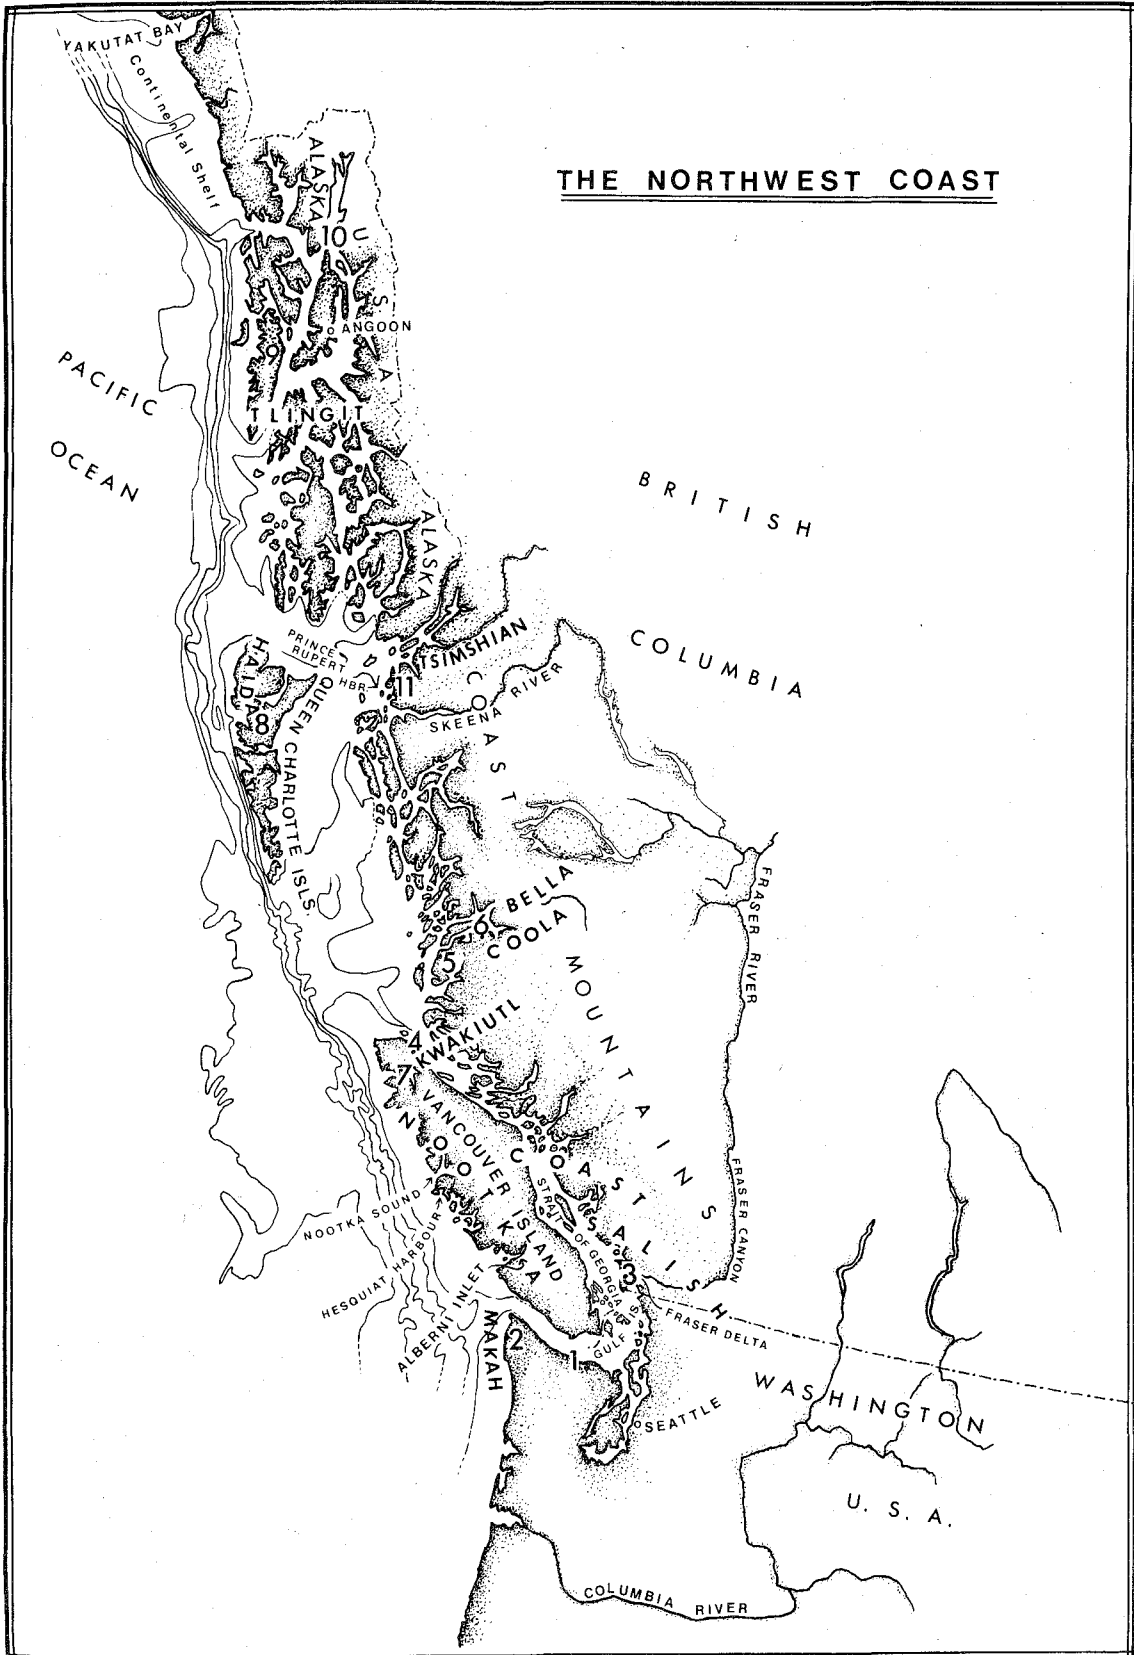 YAKUTAT BAY
Continental Shelf
THE NORTHWEST COAST
ALASKA
10
U S A
ANGOON
9
PACIFIC
OCEAN
TLINGIT
BRITISH
COLUMBIA
ALASKA
PRINCE
RUPERT
HBR
TSIMSHIAN
11
HAIDA
8
QUEEN CHARLOTTE ISLS.
SKEENA RIVER
COAST
MOUNTAINS
FRASER RIVER
6
BELLA
COOLA
5
4
KWAKIUTL
7
VANCOUVER ISLAND
NOOTKA
COAST SALISH
STRAIT OF GEORGIA
FRASER CANYON
NOOTKA SOUND
HESQUIAT HARBOUR
ALBERNI INLET
3
GULF IS.
FRASER DELTA
MAKAH
2
1
WASHINGTON
SEATTLE
U. S. A.
COLUMBIA RIVER